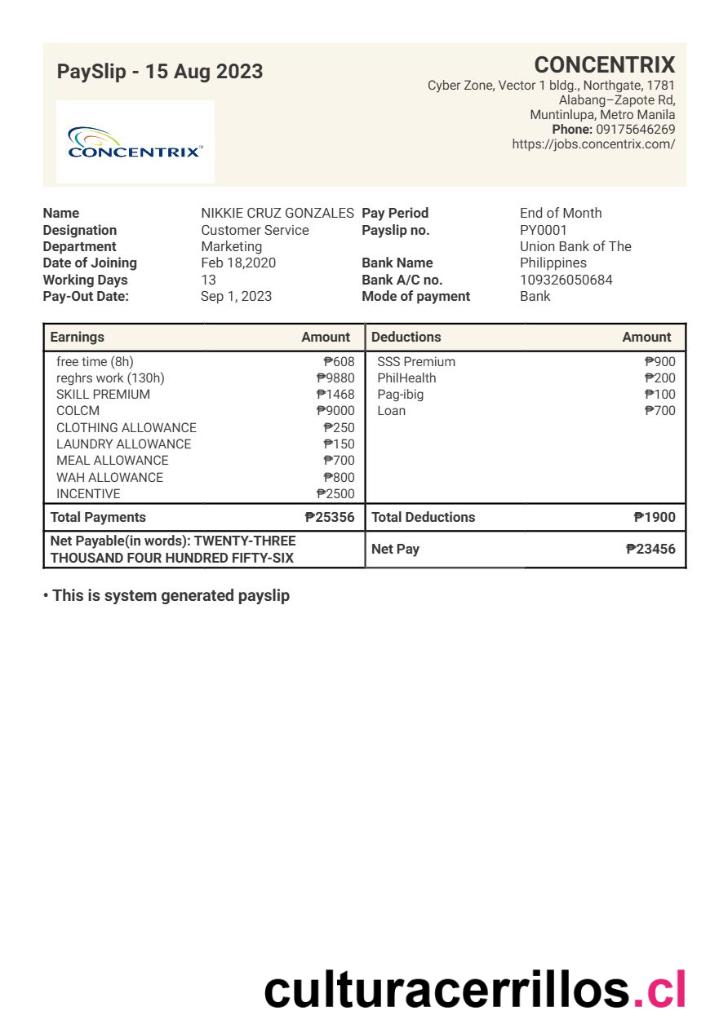 PaySlip - 15 Aug 2023
CONCENTRIX
Cyber Zone, Vector 1 bldg., Northgate, 1781
Alabang–Zapote Rd,
Muntinlupa, Metro Manila
Phone: 09175646269
https://jobs.concentrix.com/
CONCENTRIX™
Name NIKKIE CRUZ GONZALES Pay Period End of Month
Designation Customer Service Payslip no. PY0001
Department Marketing Union Bank of The
Date of Joining Feb 18,2020 Bank Name Philippines
Working Days 13 Bank A/C no. 109326050684
Pay-Out Date: Sep 1, 2023 Mode of payment Bank
Earnings Amount Deductions Amount
free time (8h) ₱608 SSS Premium ₱900
reghrs work (130h) ₱9880 PhilHealth ₱200
SKILL PREMIUM ₱1468 Pag-ibig ₱100
COLCM ₱9000 Loan ₱700
CLOTHING ALLOWANCE ₱250
LAUNDRY ALLOWANCE ₱150
MEAL ALLOWANCE ₱700
WAH ALLOWANCE ₱800
INCENTIVE ₱2500
Total Payments ₱25356 Total Deductions ₱1900
Net Payable(in words): TWENTY-THREE
THOUSAND FOUR HUNDRED FIFTY-SIX
Net Pay ₱23456
• This is system generated payslip
culturacerrillos.cl